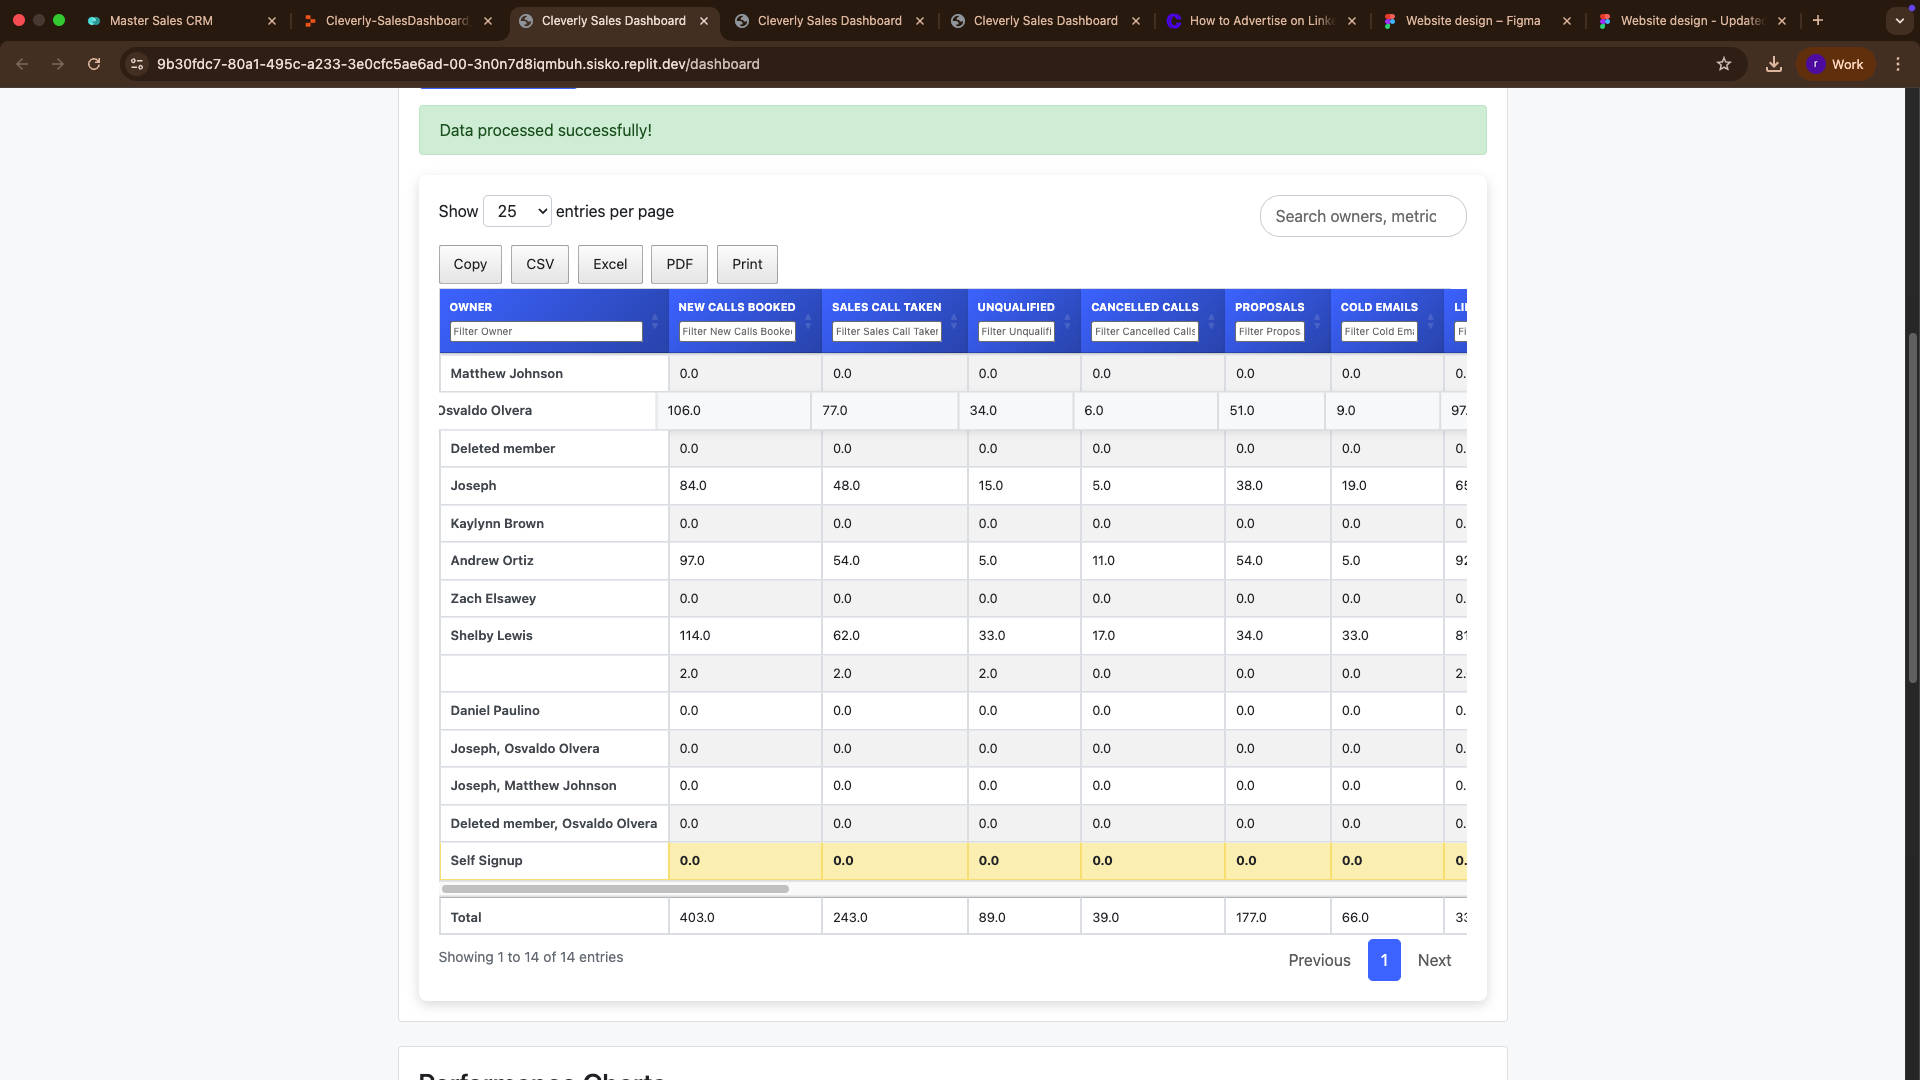 Master Sales CRM
Cleverly-SalesDashboard
Cleverly Sales Dashboard
Cleverly Sales Dashboard
Cleverly Sales Dashboard
How to Advertise on Linke
Website design – Figma
Website design - Updated
9b30fdc7-80a1-495c-a233-3e0cfc5ae6ad-00-3n0n7d8iqmbuh.sisko.replit.dev/dashboard
r Work
Data processed successfully!
Show 25 entries per page
Search owners, metric
Copy CSV Excel PDF Print
OWNER NEW CALLS BOOKED SALES CALL TAKEN UNQUALIFIED CANCELLED CALLS PROPOSALS COLD EMAILS LI
Filter Owner Filter New Calls Booke Filter Sales Call Taker Filter Unqualifi Filter Cancelled Calls Filter Propos Filter Cold Ema Fi
Matthew Johnson 0.0 0.0 0.0 0.0 0.0 0.0 0.
Osvaldo Olvera 106.0 77.0 34.0 6.0 51.0 9.0 97.
Deleted member 0.0 0.0 0.0 0.0 0.0 0.0 0.
Joseph 84.0 48.0 15.0 5.0 38.0 19.0 65
Kaylynn Brown 0.0 0.0 0.0 0.0 0.0 0.0 0.
Andrew Ortiz 97.0 54.0 5.0 11.0 54.0 5.0 92
Zach Elsawey 0.0 0.0 0.0 0.0 0.0 0.0 0.
Shelby Lewis 114.0 62.0 33.0 17.0 34.0 33.0 81
2.0 2.0 2.0 0.0 0.0 0.0 2.
Daniel Paulino 0.0 0.0 0.0 0.0 0.0 0.0 0.
Joseph, Osvaldo Olvera 0.0 0.0 0.0 0.0 0.0 0.0 0.
Joseph, Matthew Johnson 0.0 0.0 0.0 0.0 0.0 0.0 0.
Deleted member, Osvaldo Olvera 0.0 0.0 0.0 0.0 0.0 0.0 0.
Self Signup 0.0 0.0 0.0 0.0 0.0 0.0 0.
Total 403.0 243.0 89.0 39.0 177.0 66.0 33
Showing 1 to 14 of 14 entries
Previous 1 Next
Performance Charts